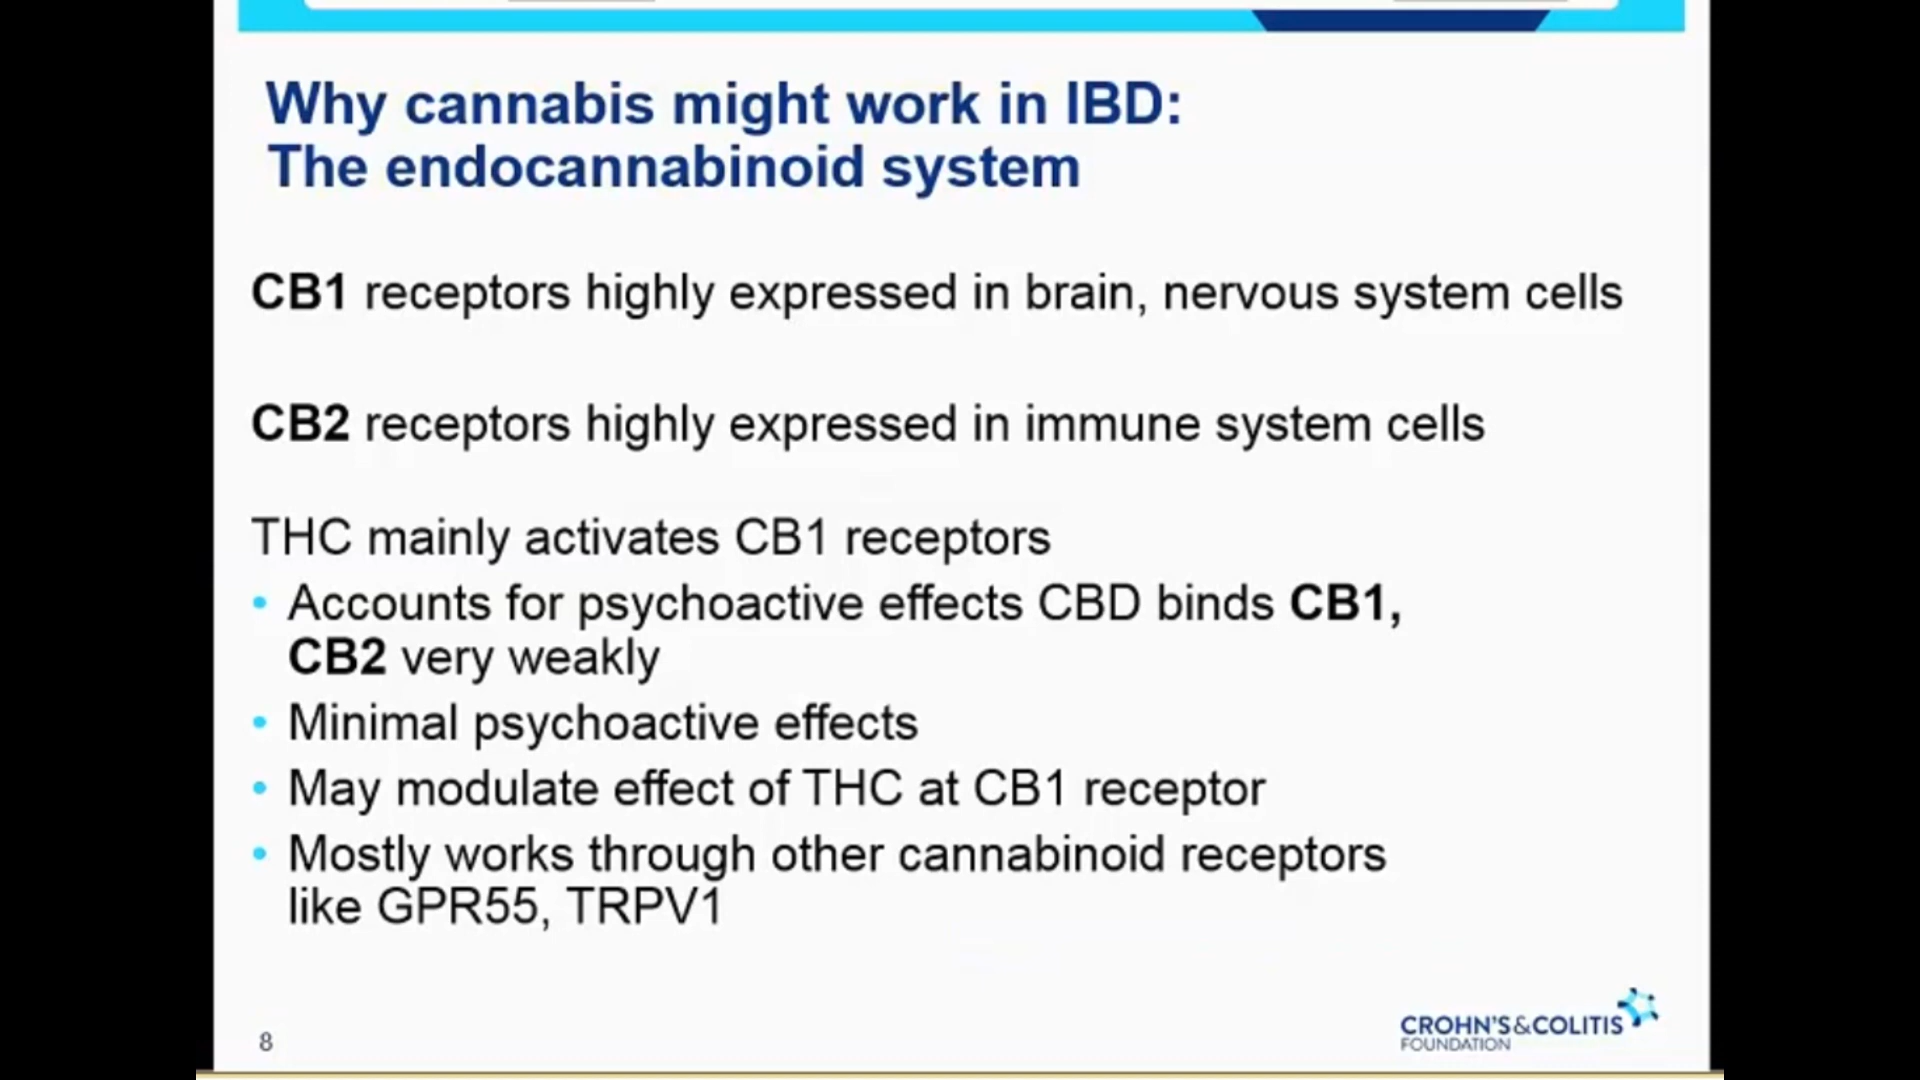 Why cannabis might work in IBD:
The endocannabinoid system
CB1 receptors highly expressed in brain, nervous system cells
CB2 receptors highly expressed in immune system cells
THC mainly activates CB1 receptors
• Accounts for psychoactive effects CBD binds CB1,
CB2 very weakly
• Minimal psychoactive effects
• May modulate effect of THC at CB1 receptor
• Mostly works through other cannabinoid receptors
like GPR55, TRPV1
8
CROHN'S&COLITIS
FOUNDATION